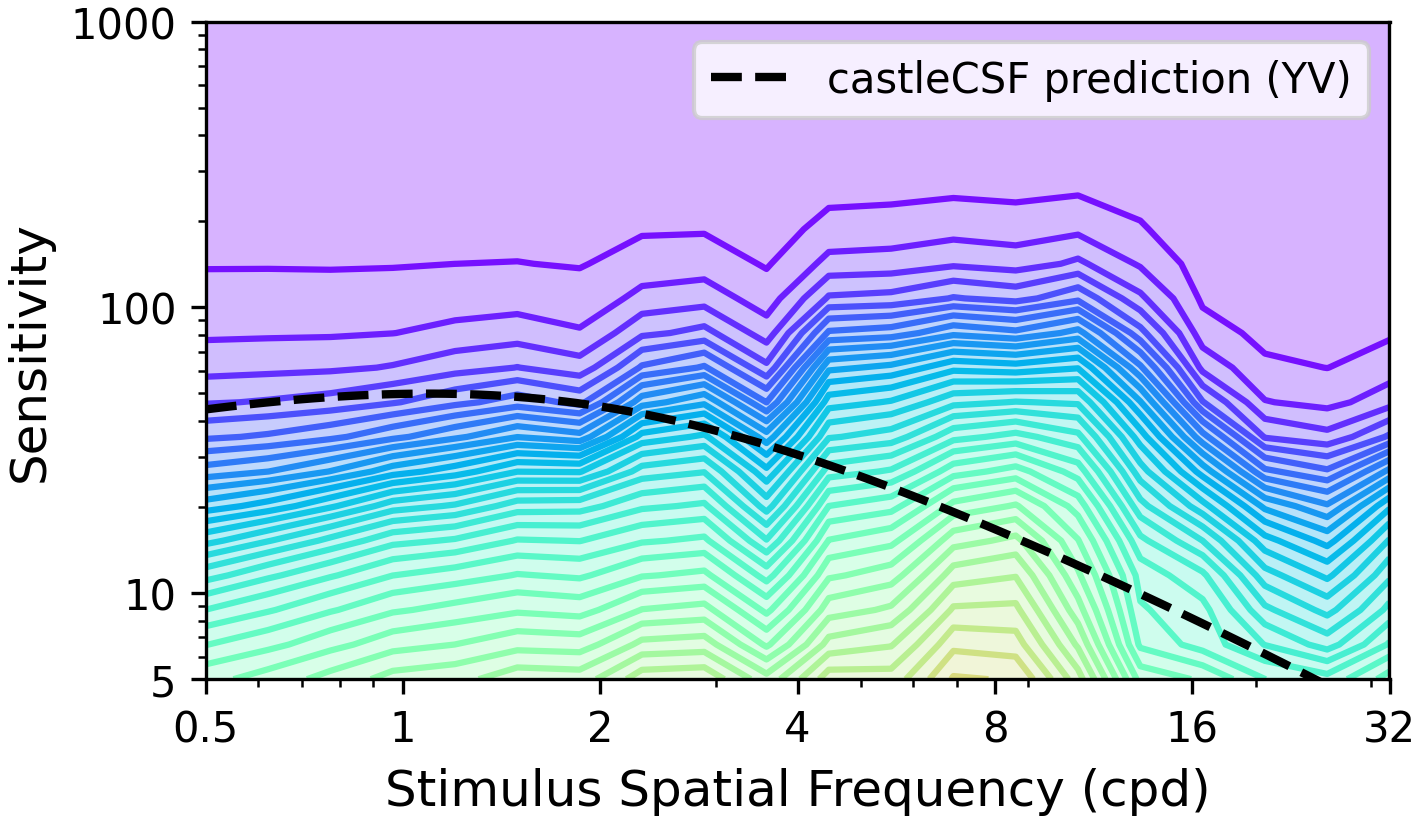 1000
100
10
5
Sensitivity
castleCSF prediction (YV)
0.5 1 2 4 8 16 32
Stimulus Spatial Frequency (cpd)